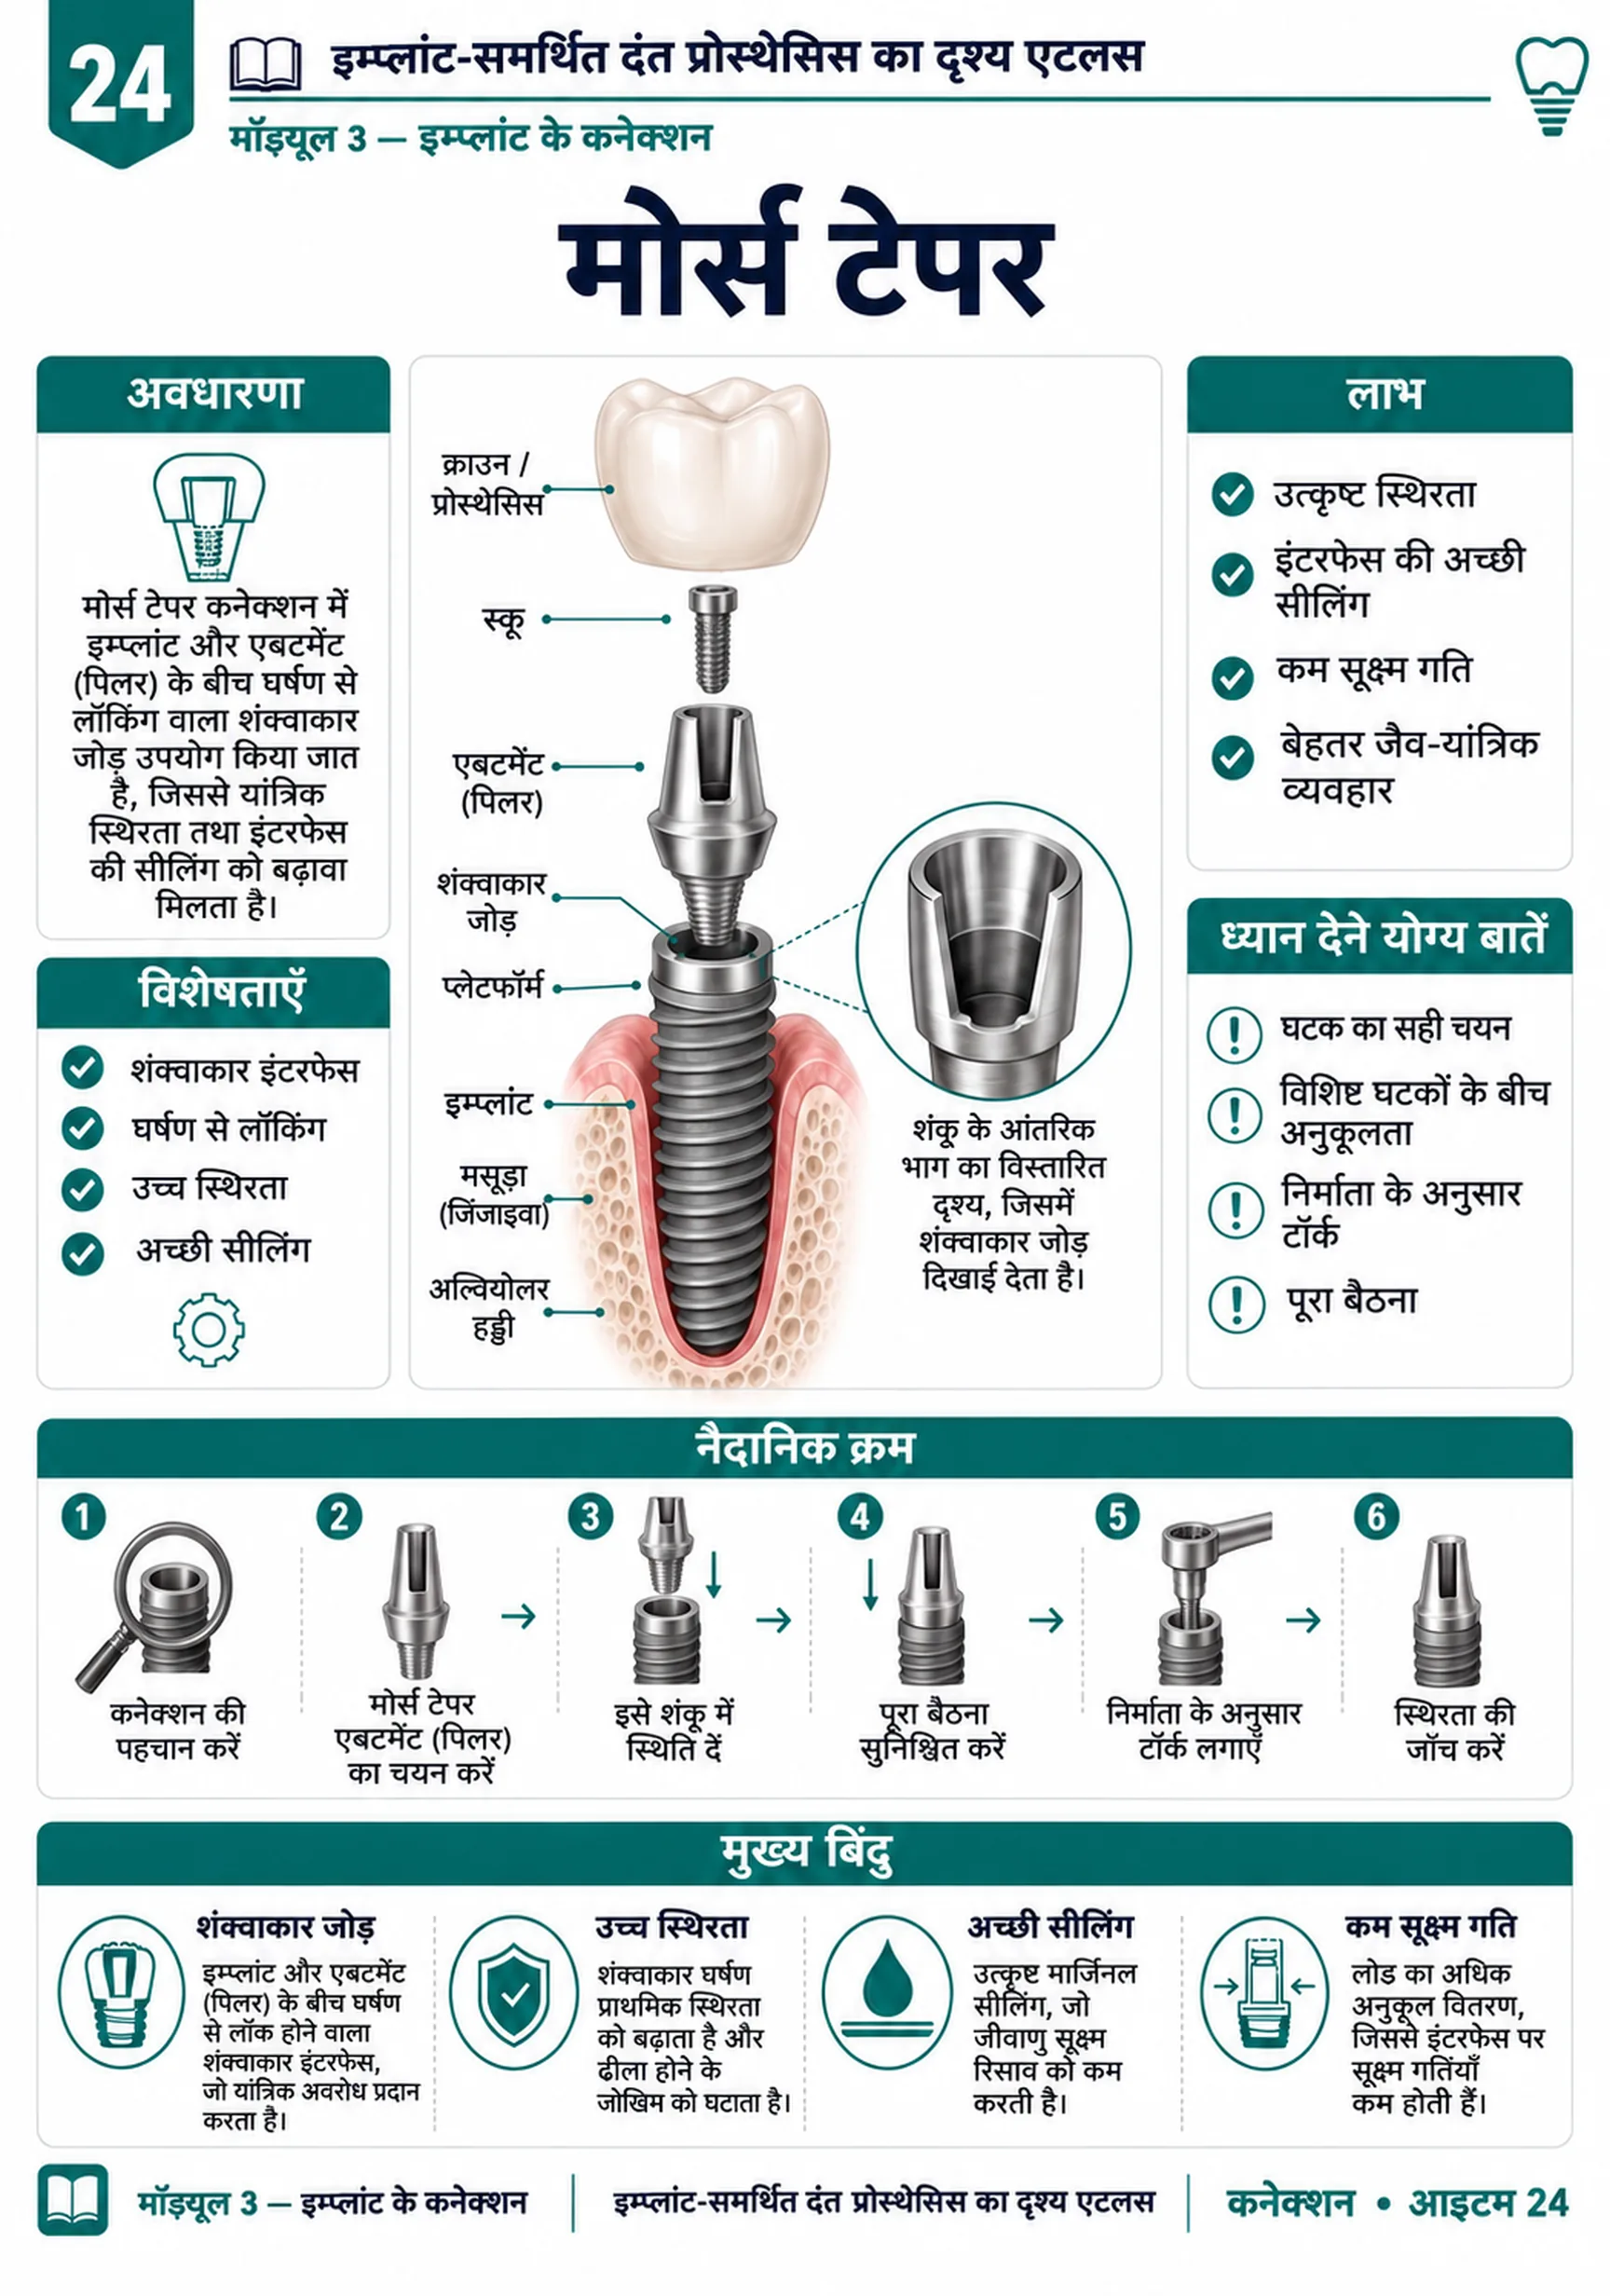 24
इम्प्लांट-समर्थित दंत प्रोस्थेसिस का दृश्य एटलस
मॉड्यूल 3 — इम्प्लांट के कनेक्शन
मोर्स टेपर
अवधारणा
मोर्स टेपर कनेक्शन में
इम्प्लांट और एबटमेंट
(पिलर) के बीच घर्षण से
लॉकिंग वाला शंक्वाकार
जोड़ उपयोग किया जात
है, जिससे यांत्रिक
स्थिरता तथा इंटरफेस
की सीलिंग को बढ़ावा
मिलता है।
विशेषताएँ
शंक्वाकार इंटरफेस
घर्षण से लॉकिंग
उच्च स्थिरता
अच्छी सीलिंग
क्राउन /
प्रोस्थेसिस
स्कू
एबटमेंट
(पिलर)
शंक्वाकार
जोड़
प्लेटफॉर्म
इम्प्लांट
मसूड़ा
(जिंजाइवा)
अल्वियोलर
हड्डी
शंकू के आंतरिक
भाग का विस्तारित
दृश्य, जिसमें
शंक्वाकार जोड़
दिखाई देता है।
लाभ
उत्कृष्ट स्थिरता
इंटरफेस की अच्छी
सीलिंग
कम सूक्ष्म गति
बेहतर जैव-यांत्रिक
व्यवहार
ध्यान देने योग्य बातें
घटक का सही चयन
विशिष्ट घटकों के बीच
अनुकूलता
निर्माता के अनुसार
टॉर्क
पूरा बैठना
नैदानिक क्रम
1
कनेक्शन की
पहचान करें
2
मोर्स टेपर
एबटमेंट (पिलर)
का चयन करें
3
इसे शंकू में
स्थिति दें
4
पूरा बैठना
सुनिश्चित करें
5
निर्माता के अनुसार
टॉर्क लगाएँ
6
स्थिरता की
जाँच करें
मुख्य बिंदु
शंक्वाकार जोड़
इम्प्लांट और एबटमेंट
(पिलर) के बीच घर्षण
से लॉक होने वाला
शंक्वाकार इंटरफेस,
जो यांत्रिक अवरोध प्रदान
करता है।
उच्च स्थिरता
शंक्वाकार घर्षण
प्राथमिक स्थिरता
को बढ़ाता है और
ढीला होने के
जोखिम को घटाता है।
अच्छी सीलिंग
उत्कृष्ट मार्जिनल
सीलिंग, जो
जीवाणु सूक्ष्म
रिसाव को कम
करती है।
कम सूक्ष्म गति
लोड का अधिक
अनुकूल वितरण,
जिससे इंटरफेस पर
सूक्ष्म गतियाँ
कम होती हैं।
मॉड्यूल 3 — इम्प्लांट के कनेक्शन
इम्प्लांट-समर्थित दंत प्रोस्थेसिस का दृश्य एटलस
कनेक्शन • आइटम 24